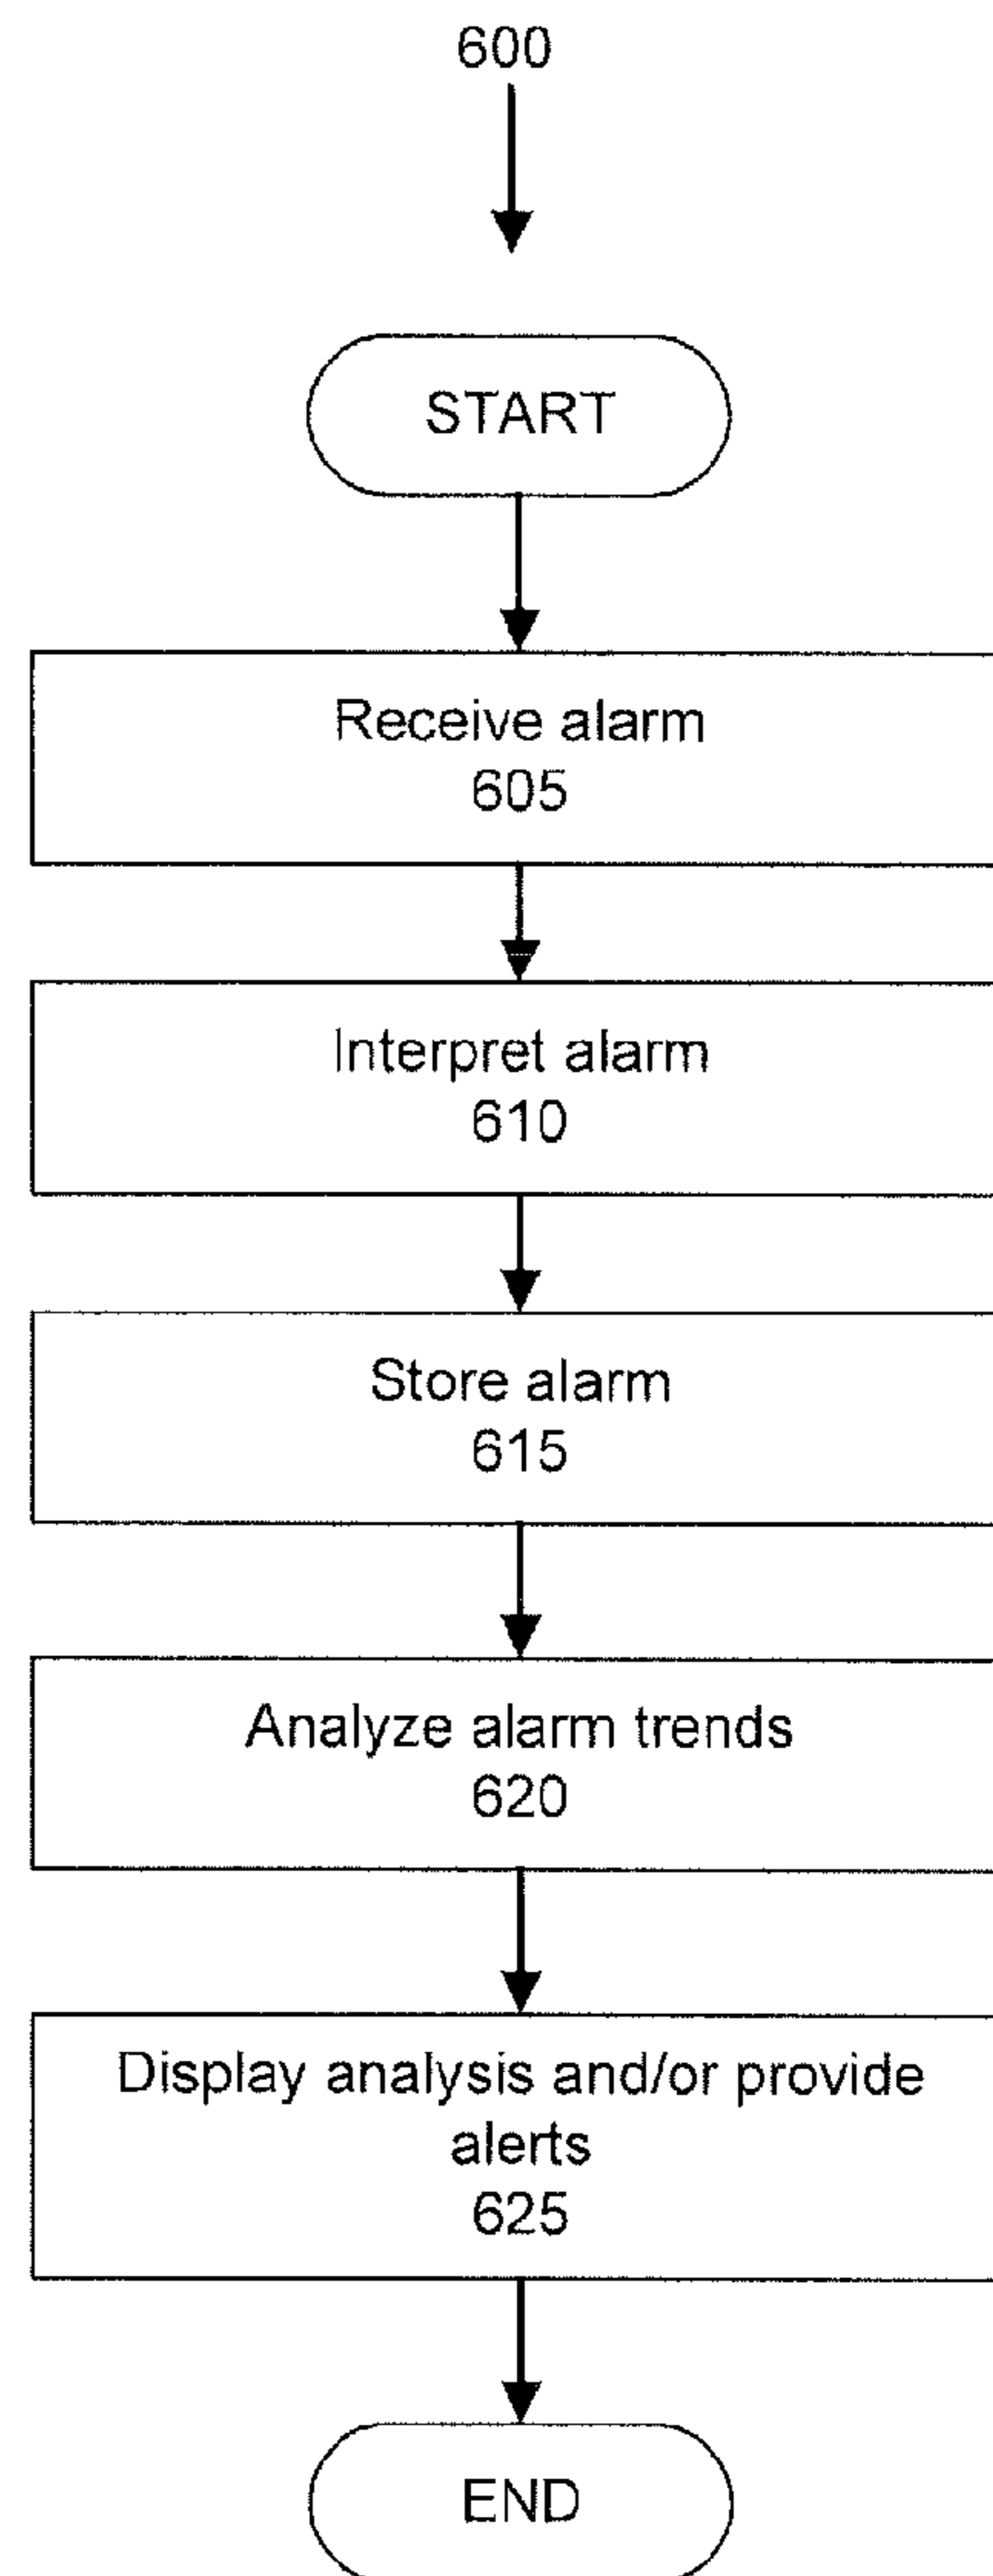 600
START
Receive alarm
605
Interpret alarm
610
Store alarm
615
Analyze alarm trends
620
Display analysis and/or provide
alerts
625
END